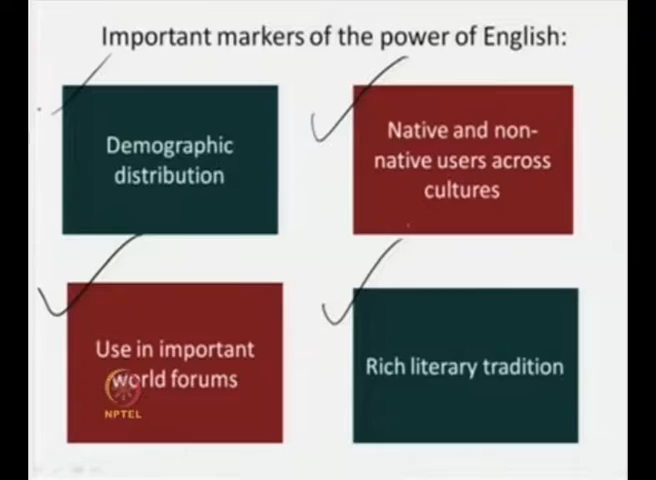 Important markers of the power of English:
Demographic
distribution
Native and non-
native users across
cultures
Use in important
world forums
NPTEL
Rich literary tradition